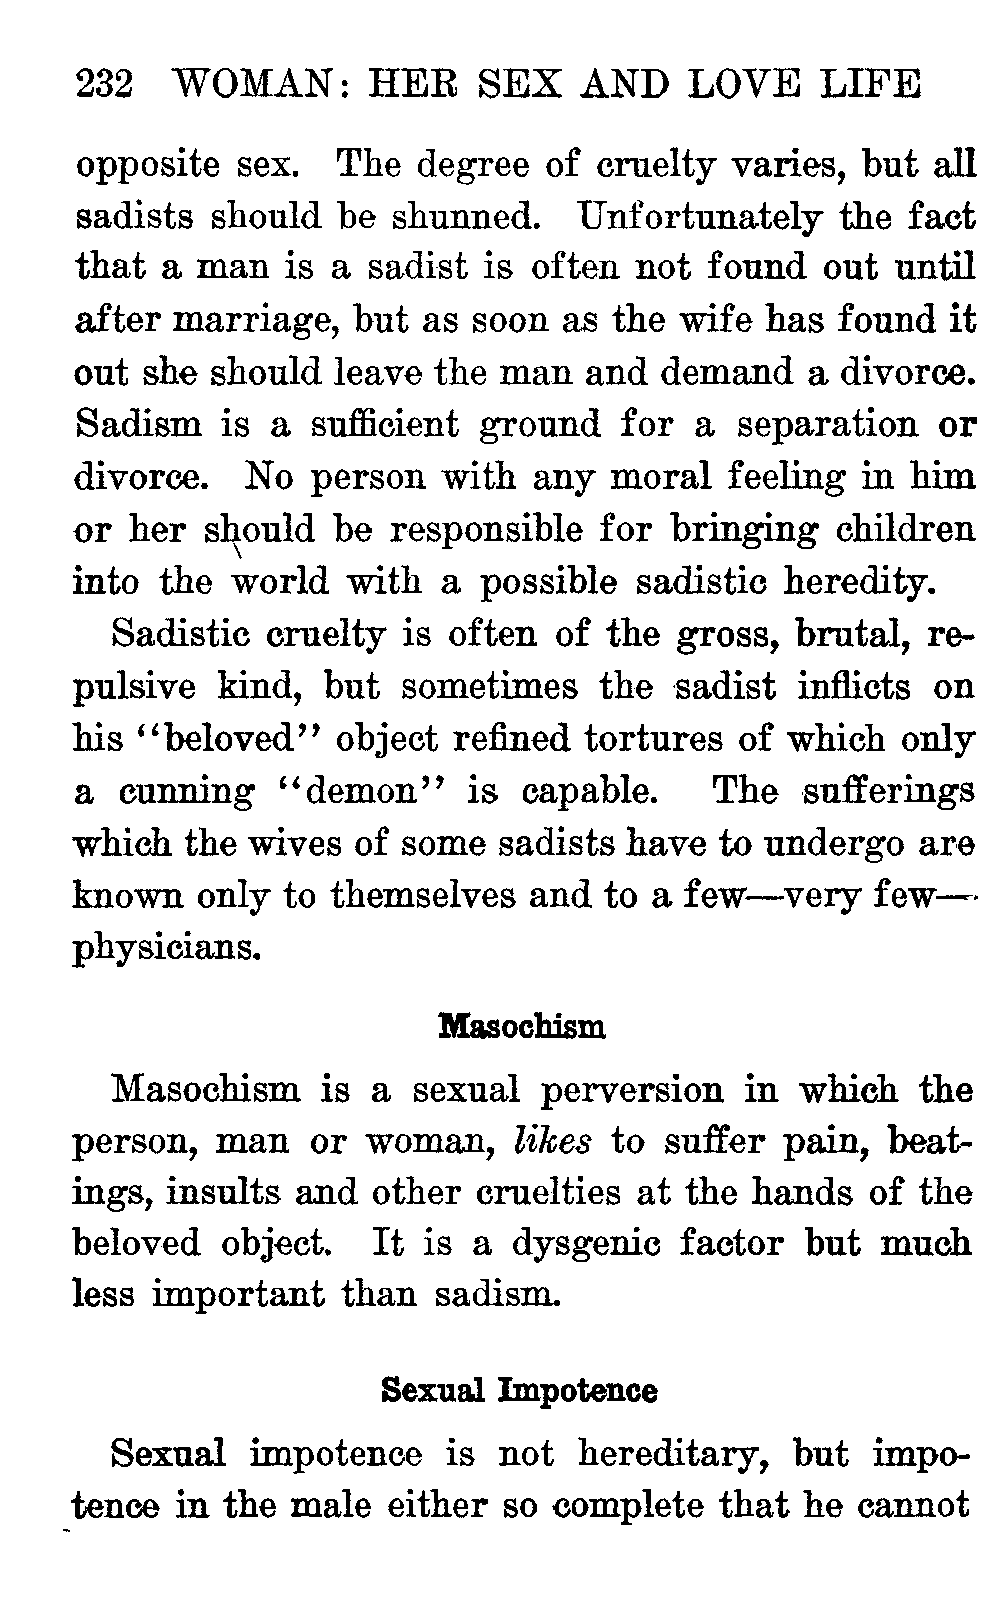 232 WOMAN: HER SEX AND LOVE LIFE
opposite sex. The degree of cruelty varies, but all
sadists should be shunned. Unfortunately the fact
that a man is a sadist is often not found out until
after marriage, but as soon as the wife has found it
out she should leave the man and demand a divorce.
Sadism is a sufficient ground for a separation or
divorce. No person with any moral feeling in him
or her should be responsible for bringing children
into the world with a possible sadistic heredity.
Sadistic cruelty is often of the gross, brutal, re-
pulsive kind, but sometimes the sadist inflicts on
his "beloved" object refined tortures of which only
a cunning "demon" is capable. The sufferings
which the wives of some sadists have to undergo are
known only to themselves and to a few—very few—
physicians.
Masochism
Masochism is a sexual perversion in which the
person, man or woman, likes to suffer pain, beat-
ings, insults and other cruelties at the hands of the
beloved object. It is a dysgenic factor but much
less important than sadism.
Sexual Impotence
Sexual impotence is not hereditary, but impo-
tence in the male either so complete that he cannot